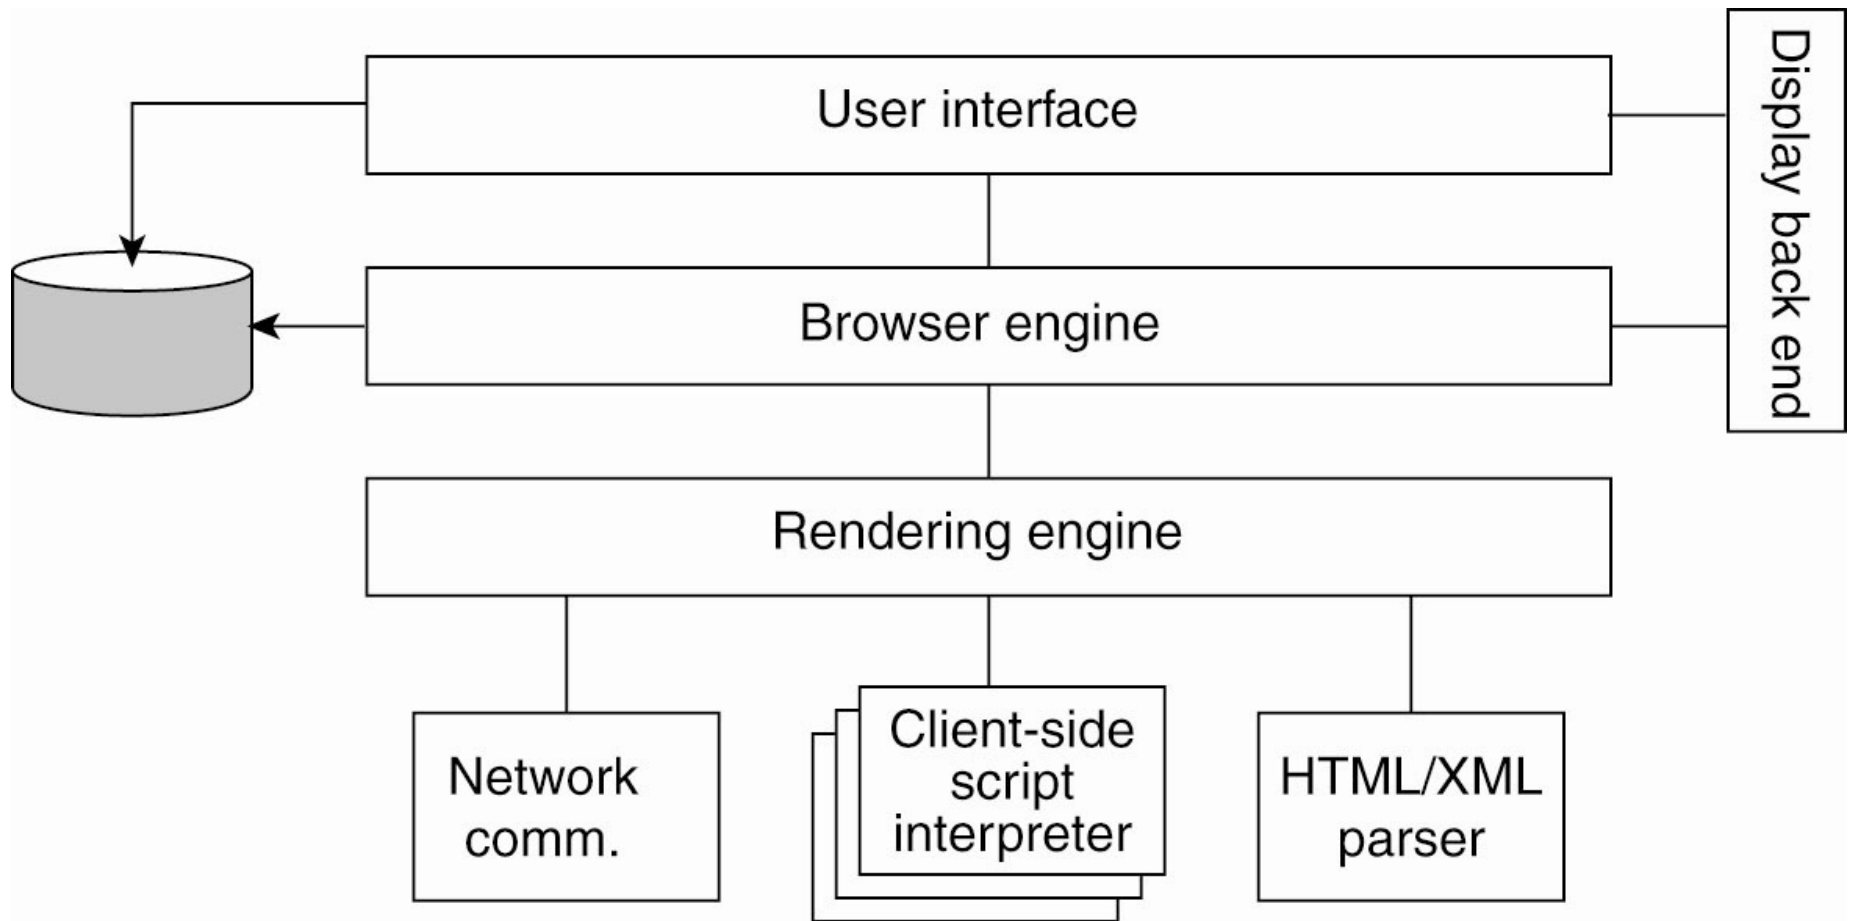 User interface
Display back end
Browser engine
Rendering engine
Network
comm.
Client-side
script
interpreter
HTML/XML
parser